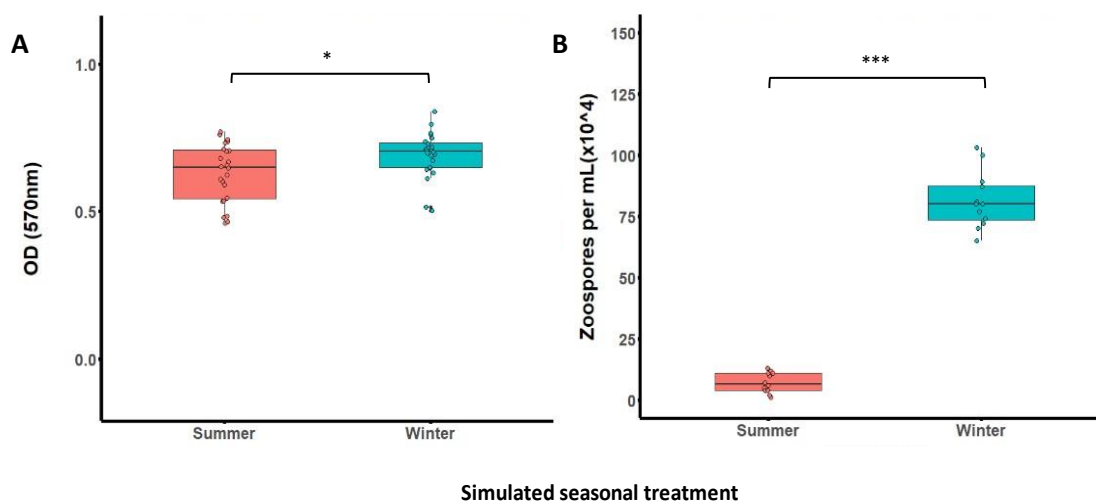 A
OD (570nm)
1.0
0.5
0.0
*
Summer Winter
B
Zoospores per mL(x10^4)
150
125
100
75
50
25
0
***
Summer Winter
Simulated seasonal treatment